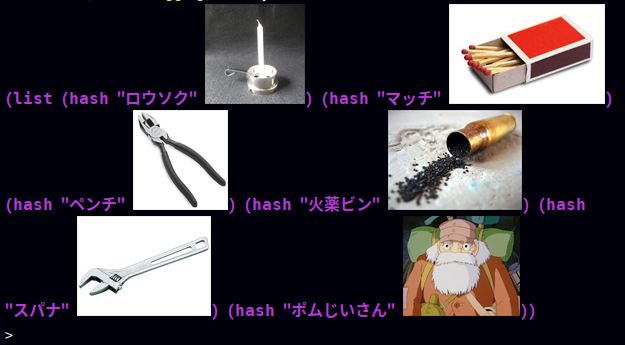 (list (hash "ロウソク" ) (hash "マッチ" )
(hash "ペンチ" ) (hash "火薬ビン" ) (hash
"スパナ" ) (hash "ポムじいさん" ))
>